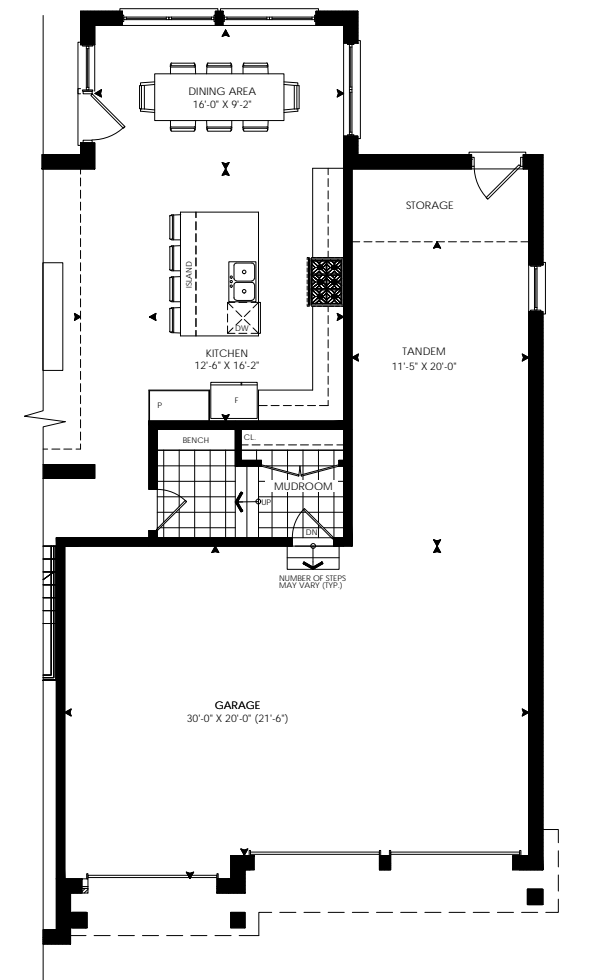 DINING AREA
16'-0" X 9'-2"
STORAGE
ISLAND
DW
KITCHEN
12'-6" X 16'-2"
TANDEM
11'-5" X 20'-0"
P
F
BENCH
CL.
MUDROOM
UP
DN
NUMBER OF STEPS
MAY VARY (TYP.)
GARAGE
30'-0" X 20'-0" (21'-6")